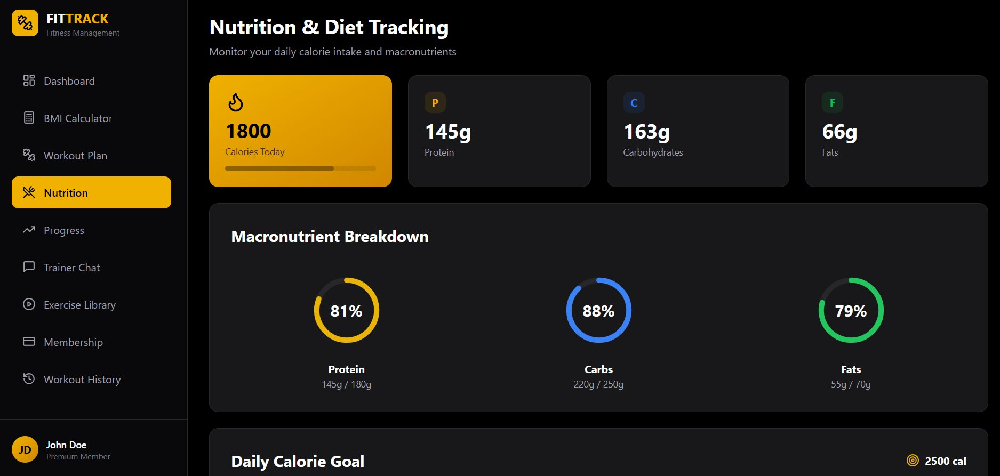 FITTRACK
Fitness Management
Dashboard
BMI Calculator
Workout Plan
Nutrition
Progress
Trainer Chat
Exercise Library
Membership
Workout History
JD
John Doe
Premium Member
Nutrition & Diet Tracking
Monitor your daily calorie intake and macronutrients
1800
Calories Today
P
145g
Protein
C
163g
Carbohydrates
F
66g
Fats
Macronutrient Breakdown
81%
Protein
145g / 180g
88%
Carbs
220g / 250g
79%
Fats
55g / 70g
Daily Calorie Goal
2500 cal